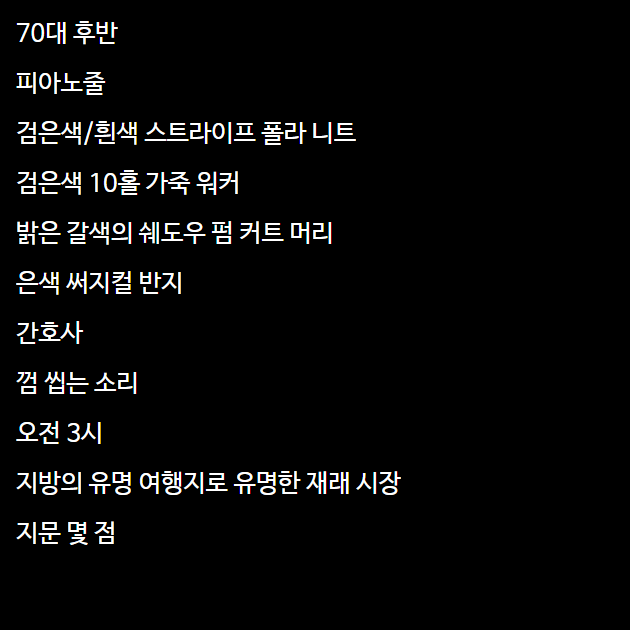 70대 후반
피아노줄
검은색/흰색 스트라이프 폴라 니트
검은색 10홀 가죽 워커
밝은 갈색의 쉐도우 펌 커트 머리
은색 써지컬 반지
간호사
껌 씹는 소리
오전 3시
지방의 유명 여행지로 유명한 재래 시장
지문 몇 점